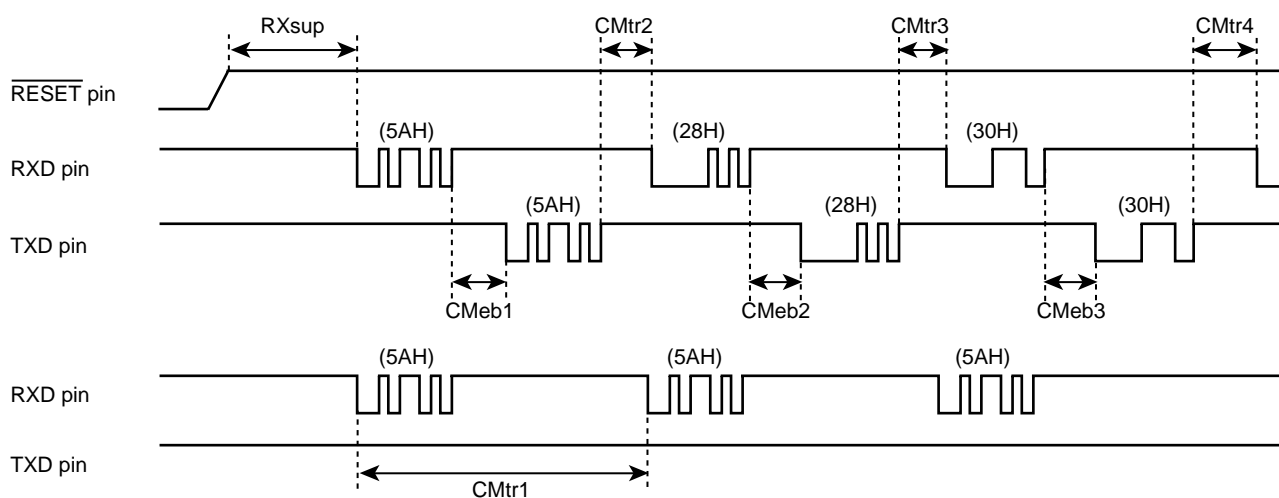 RXsup CMtr2 CMtr3 CMtr4
RESET pin
(5AH) (28H) (30H)
RXD pin
(5AH) (28H) (30H)
TXD pin
CMeb1 CMeb2 CMeb3
(5AH) (5AH) (5AH)
RXD pin
TXD pin
CMtr1